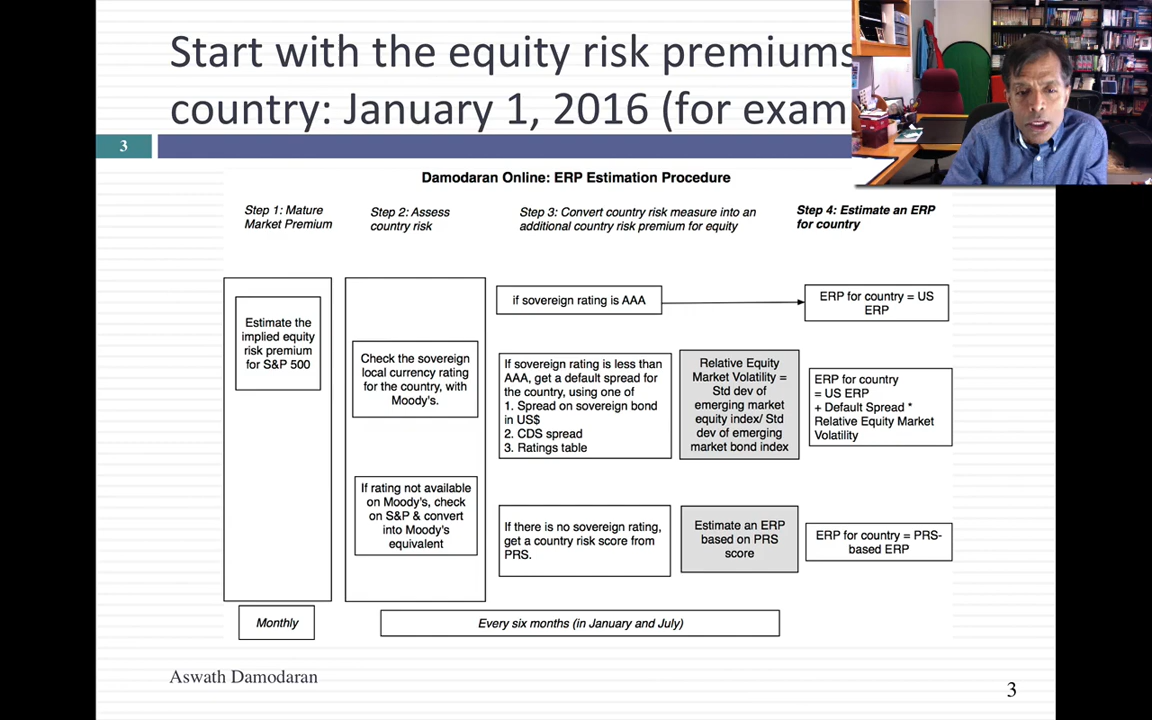 Start with the equity risk premiums
country: January 1, 2016 (for exam
3
Damodaran Online: ERP Estimation Procedure
Step 1: Mature
Market Premium
Step 2: Assess
country risk
Step 3: Convert country risk measure into an
additional country risk premium for equity
Step 4: Estimate an ERP
for country
Estimate the
implied equity
risk premium
for S&P 500
Check the sovereign
local currency rating
for the country, with
Moody's.
If rating not available
on Moody's, check
on S&P & convert
into Moody's
equivalent
if sovereign rating is AAA
ERP for country = US
ERP
If sovereign rating is less than
AAA, get a default spread for
the country, using one of
1. Spread on sovereign bond
in US$
2. CDS spread
3. Ratings table
Relative Equity
Market Volatility =
Std dev of
emerging market
equity index/ Std
dev of emerging
market bond index
ERP for country
= US ERP
+ Default Spread *
Relative Equity Market
Volatility
If there is no sovereign rating,
get a country risk score from
PRS.
Estimate an ERP
based on PRS
score
ERP for country = PRS-
based ERP
Monthly
Every six months (in January and July)
Aswath Damodaran
3